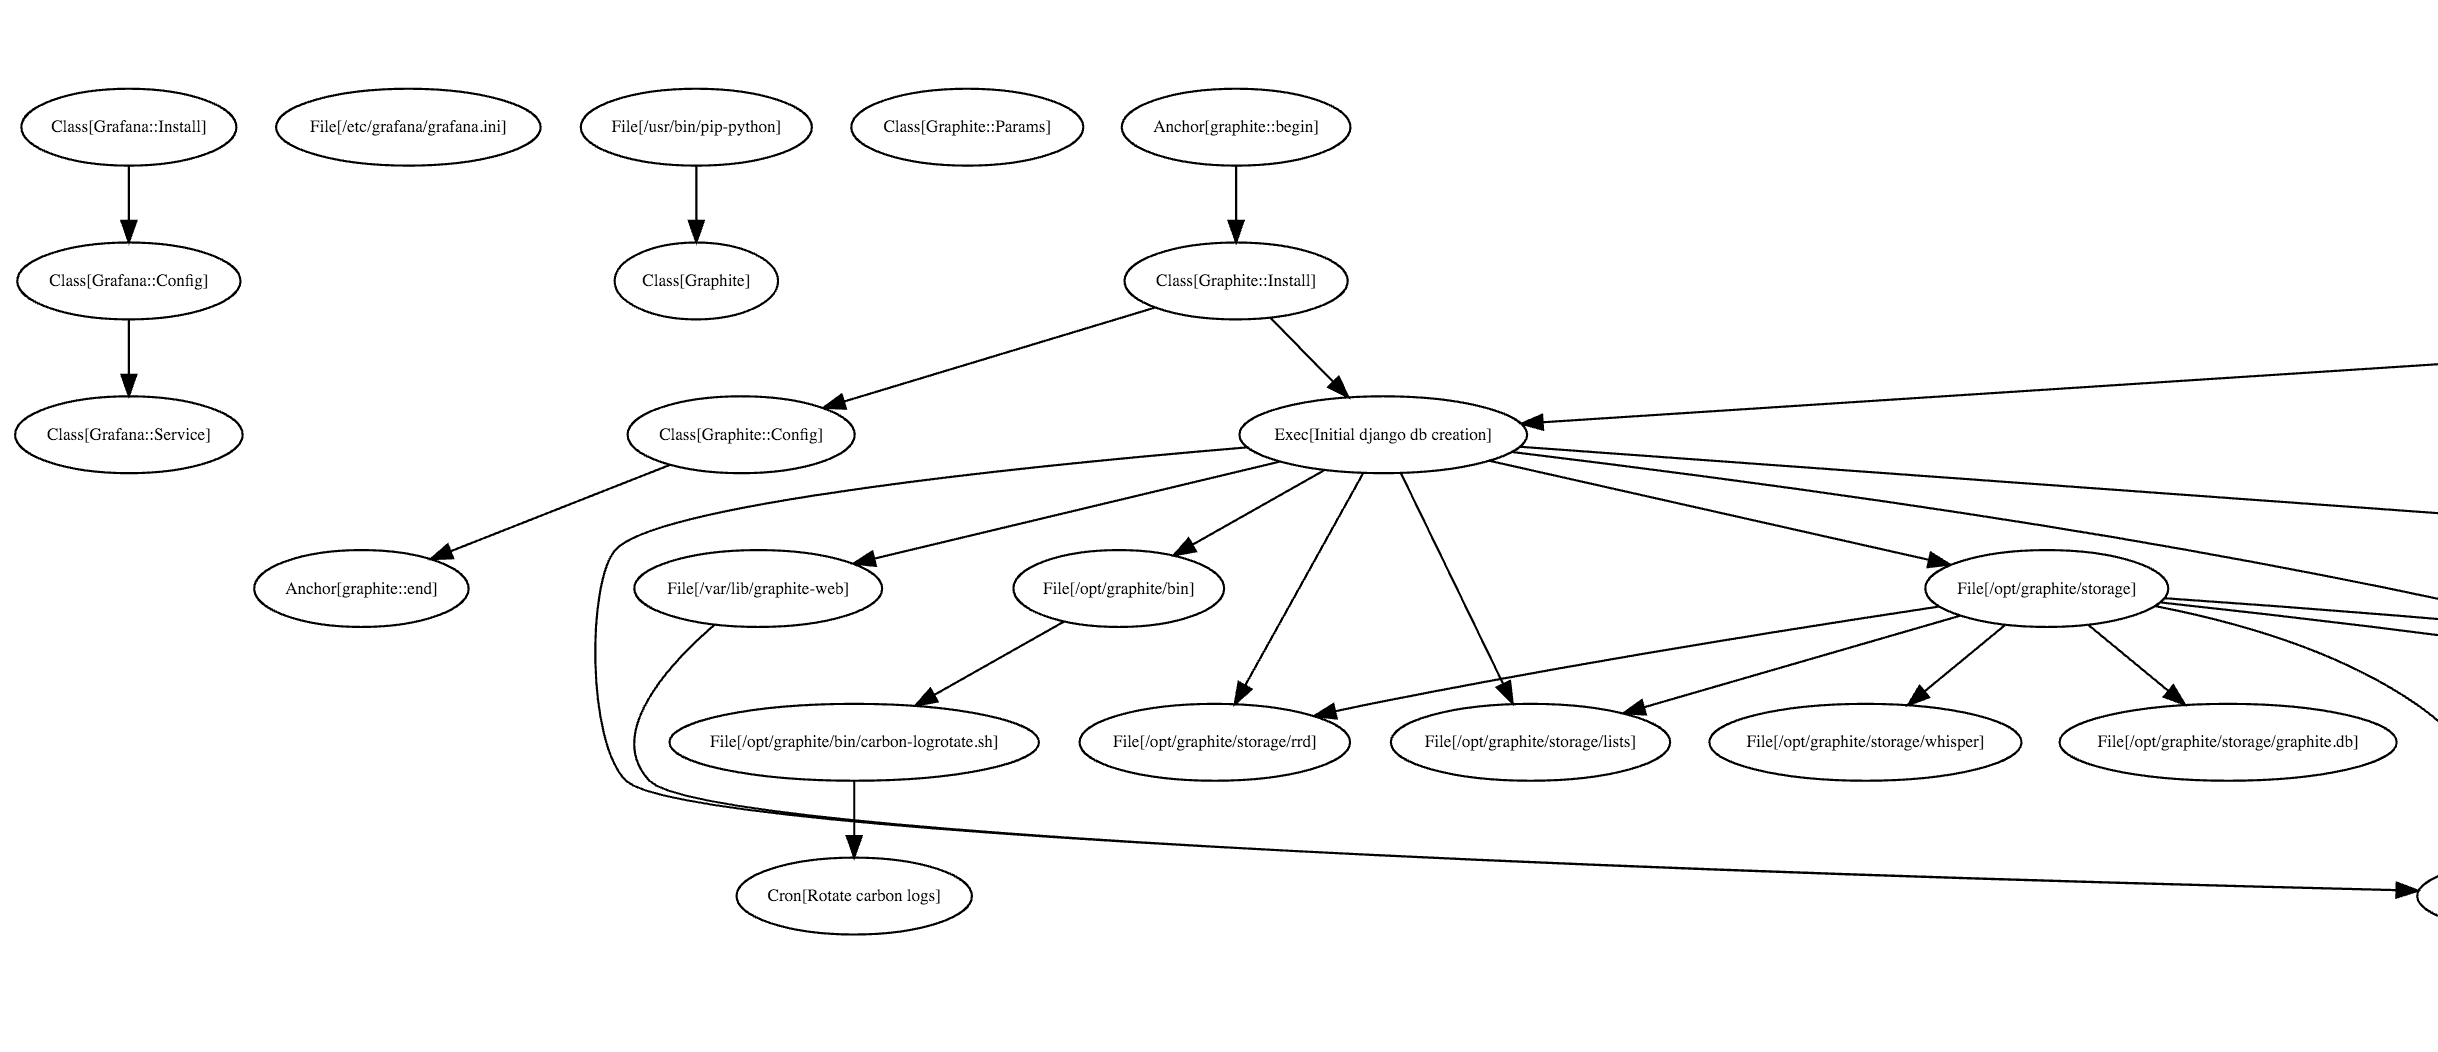 Class[Grafana::Install]
File[/etc/grafana/grafana.ini]
File[/usr/bin/pip-python]
Class[Graphite::Params]
Anchor[graphite::begin]
Class[Grafana::Config]
Class[Graphite]
Class[Graphite::Install]
Class[Grafana::Service]
Class[Graphite::Config]
Exec[Initial django db creation]
Anchor[graphite::end]
File[/var/lib/graphite-web]
File[/opt/graphite/bin]
File[/opt/graphite/storage]
File[/opt/graphite/bin/carbon-logrotate.sh]
File[/opt/graphite/storage/rrd]
File[/opt/graphite/storage/lists]
File[/opt/graphite/storage/whisper]
File[/opt/graphite/storage/graphite.db]
Cron[Rotate carbon logs]